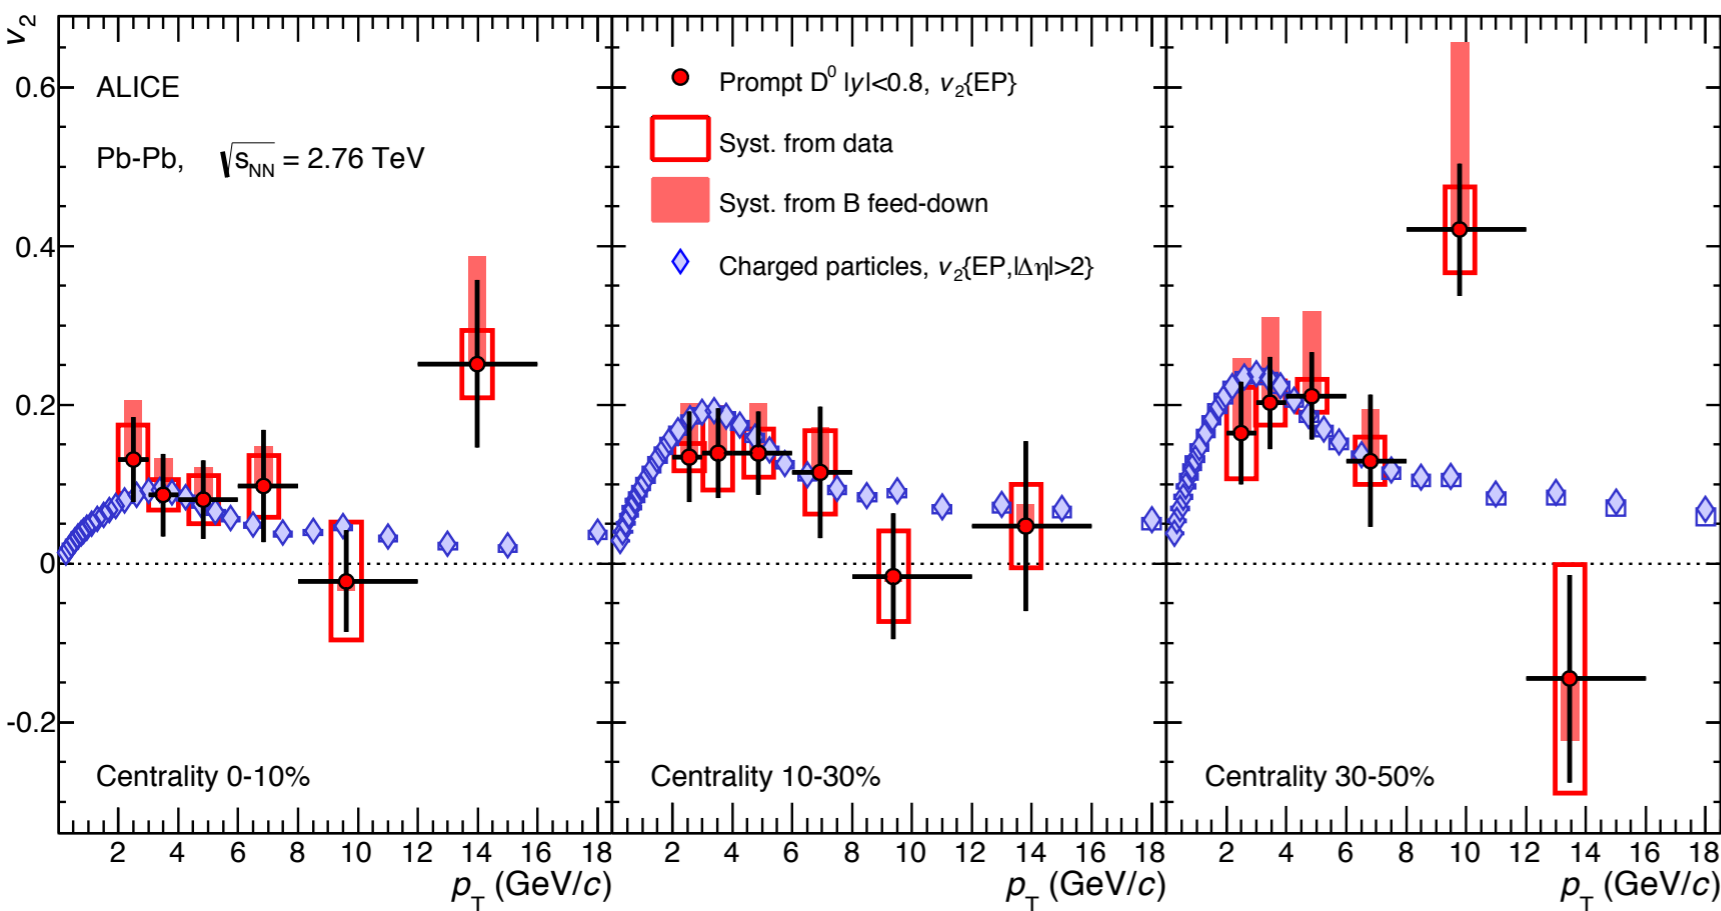 v₂
0.6
0.4
0.2
0
-0.2
ALICE
Pb-Pb, √sNN = 2.76 TeV
Centrality 0-10%
2 4 6 8 10 12 14 16 18
pT (GeV/c)
Prompt D⁰ |y|<0.8, v₂{EP}
Syst. from data
Syst. from B feed-down
Charged particles, v₂{EP,|Δη|>2}
Centrality 10-30%
2 4 6 8 10 12 14 16 18
pT (GeV/c)
Centrality 30-50%
2 4 6 8 10 12 14 16 18
pT (GeV/c)